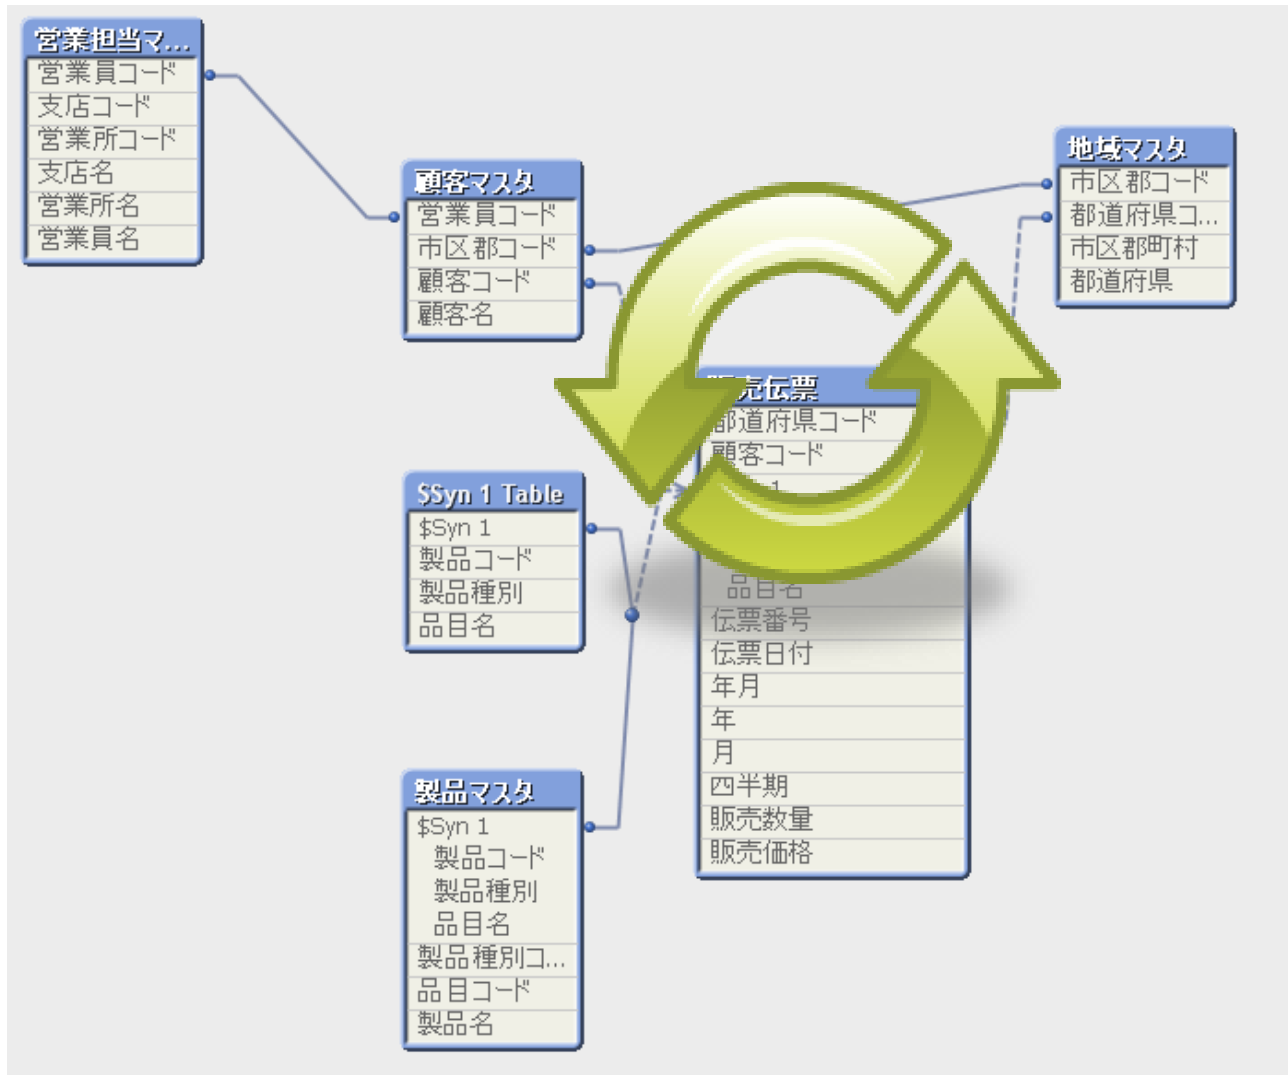 営業担当マ...
営業員コード
支店コード
営業所コード
支店名
営業所名
営業員名
顧客マスタ
営業員コード
市区郡コード
顧客コード
顧客名
地域マスタ
市区郡コード
都道府県コ...
市区郡町村
都道府県
$Syn 1 Table
$Syn 1
製品コード
製品種別
品目名
販売伝票
都道府県コード
顧客コード
品目名
伝票番号
伝票日付
年月
年
月
四半期
販売数量
販売価格
製品マスタ
$Syn 1
製品コード
製品種別
品目名
製品種別コ...
品目コード
製品名